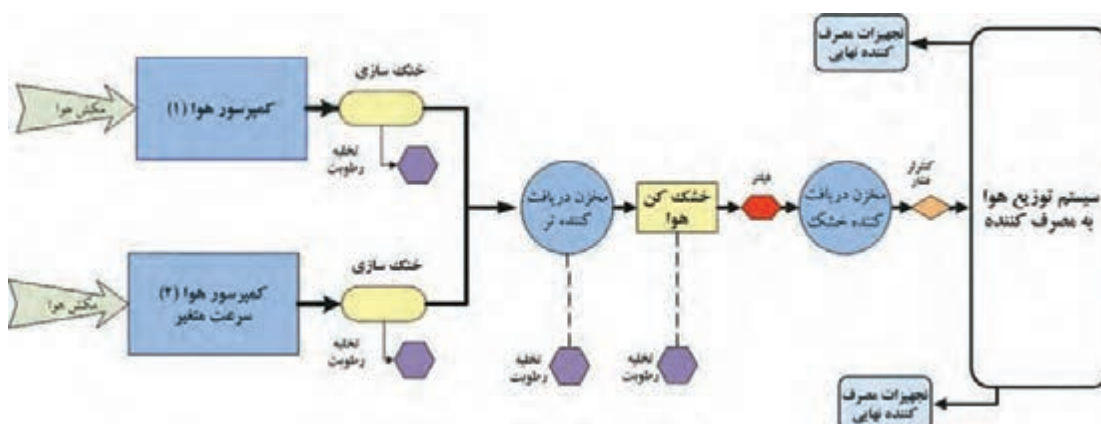 مکش هوا
کمپرسور هوا (۱)
خنک سازی
تخلیه
رطوبت
مکش هوا
کمپرسور هوا (۲)
سرعت متغیر
خنک سازی
تخلیه
رطوبت
مخزن دریافت
کننده تر
تخلیه
رطوبت
خشک کن
هوا
تخلیه
رطوبت
فیلتر
مخزن دریافت
کننده خشک
کنترلر
فشار
سیستم توزیع هوا
به مصرف کننده
تجهیزات مصرف
کننده نهایی
تجهیزات مصرف
کننده نهایی